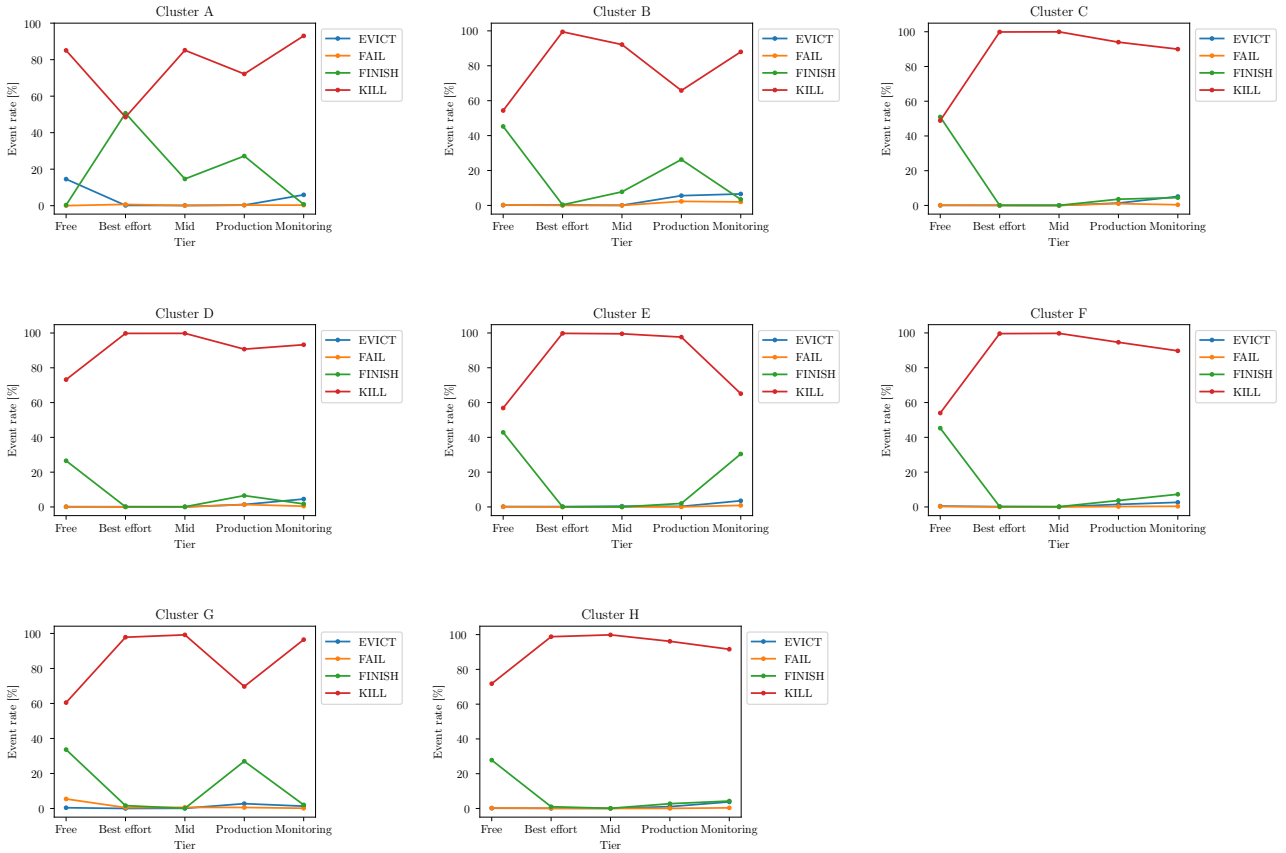 Cluster A
Event rate [%]
100
80
60
40
20
0
Free Best effort Mid Production Monitoring
Tier
EVICT
FAIL
FINISH
KILL
Cluster B
Event rate [%]
100
80
60
40
20
0
Free Best effort Mid Production Monitoring
Tier
EVICT
FAIL
FINISH
KILL
Cluster C
Event rate [%]
100
80
60
40
20
0
Free Best effort Mid Production Monitoring
Tier
EVICT
FAIL
FINISH
KILL
Cluster D
Event rate [%]
100
80
60
40
20
0
Free Best effort Mid Production Monitoring
Tier
EVICT
FAIL
FINISH
KILL
Cluster E
Event rate [%]
100
80
60
40
20
0
Free Best effort Mid Production Monitoring
Tier
EVICT
FAIL
FINISH
KILL
Cluster F
Event rate [%]
100
80
60
40
20
0
Free Best effort Mid Production Monitoring
Tier
EVICT
FAIL
FINISH
KILL
Cluster G
Event rate [%]
100
80
60
40
20
0
Free Best effort Mid Production Monitoring
Tier
EVICT
FAIL
FINISH
KILL
Cluster H
Event rate [%]
100
80
60
40
20
0
Free Best effort Mid Production Monitoring
Tier
EVICT
FAIL
FINISH
KILL